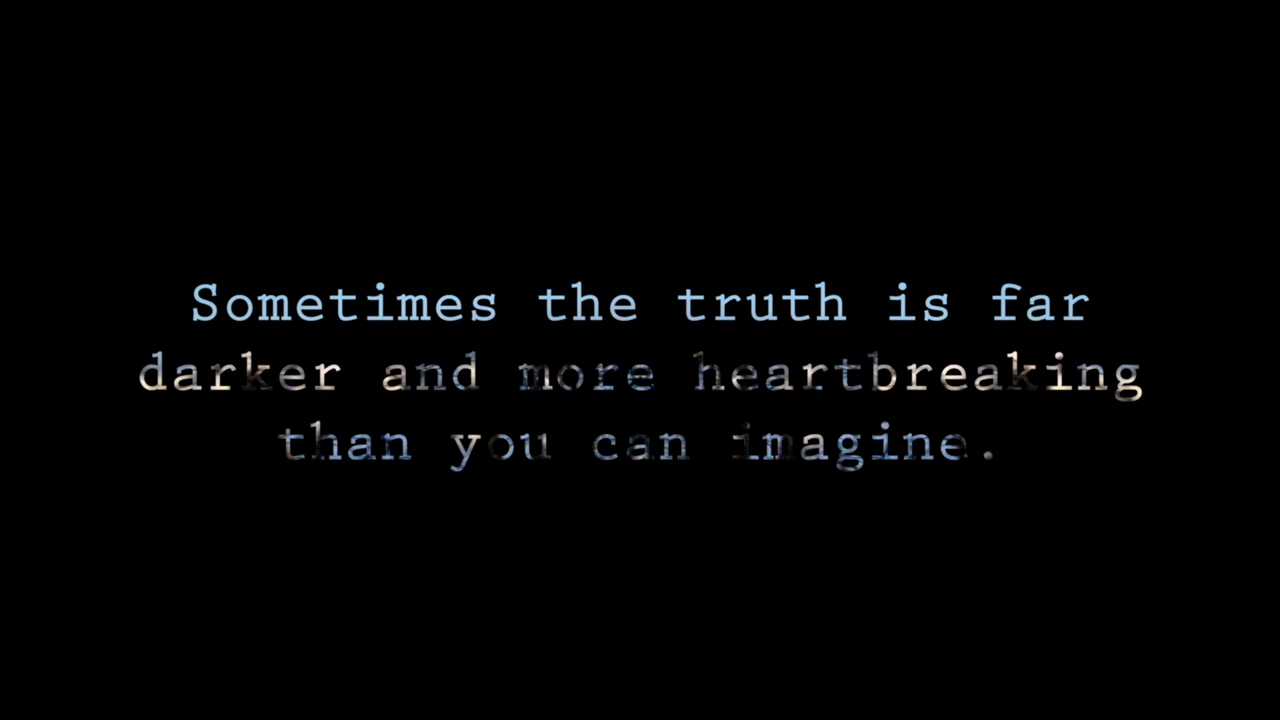 Sometimes the truth is far
darker and more heartbreaking
than you can imagine.